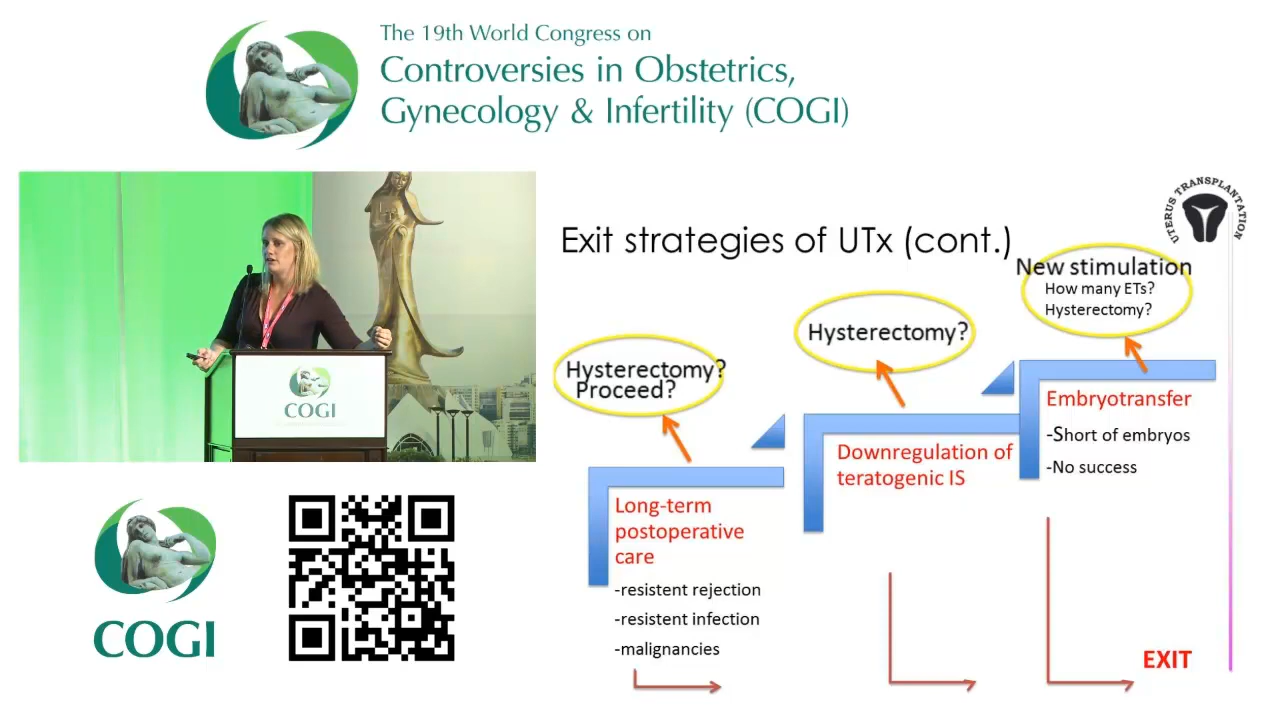 The 19th World Congress on
Controversies in Obstetrics,
Gynecology & Infertility (COGI)
COGI
COGI
UTERUS TRANSPLANTATION
Exit strategies of UTx (cont.)
Hysterectomy?
Proceed?
Long-term
postoperative
care
-resistent rejection
-resistent infection
-malignancies
Hysterectomy?
Downregulation of
teratogenic IS
New stimulation
How many ETs?
Hysterectomy?
Embryotransfer
-Short of embryos
-No success
EXIT